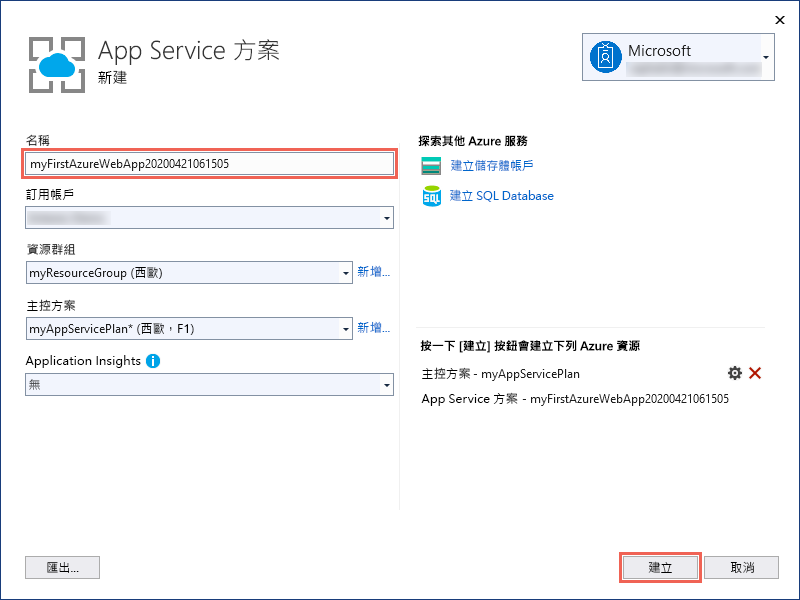 App Service 方案
新建
Microsoft
名稱
myFirstAzureWebApp20200421061505
訂用帳戶
資源群組
myResourceGroup (西歐)
新增...
主控方案
myAppServicePlan* (西歐，F1)
新增...
Application Insights
無
探索其他 Azure 服務
建立儲存體帳戶
SQL
建立 SQL Database
按一下 [建立] 按鈕會建立下列 Azure 資源
主控方案 - myAppServicePlan
App Service 方案 - myFirstAzureWebApp20200421061505
匯出...
建立
取消